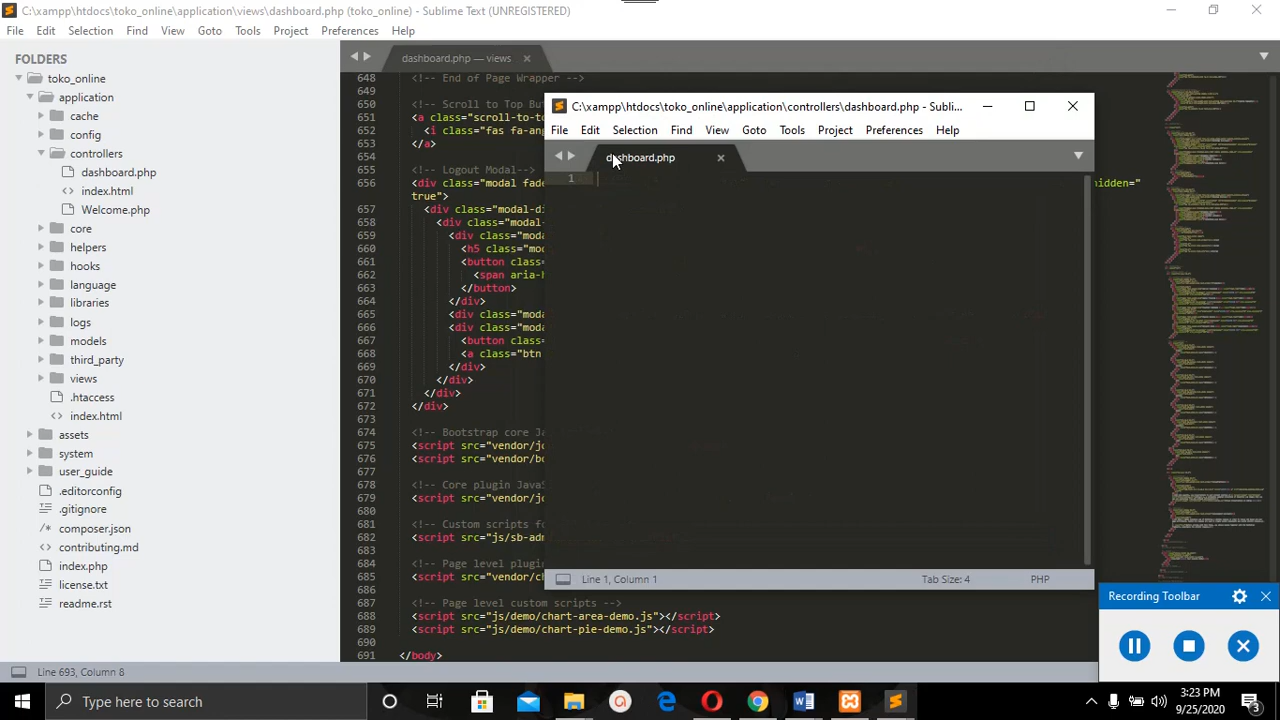 C:\xampp\htdocs\toko_online\application\views\dashboard.php (toko_online) - Sublime Text (UNREGISTERED)
File Edit Selection Find View Goto Tools Project Preferences Help
FOLDERS
toko_online
application
cache
config
controllers
dashboard.php
index.html
Welcome.php
core
helpers
hooks
language
libraries
logs
models
third_party
views
.htaccess
index.html
assets
system
user_guide
.editorconfig
.gitignore
composer.json
contributing.md
index.php
license.txt
readme.rst
dashboard.php — views
648 <!-- End of Page Wrapper -->
649
650 <!-- Scroll to Top Bu
651 <a class="scroll-to-t
652 <i class="fas fa-ang
653 </a>
654
655 <!-- Logout Modal-->
656 <div class="modal fade hidden="
true">
657 <div class="modal-d
658 <div class="modal-
659 <div class="moda
660 <h5 class="mod
661 <button class=
662 <span aria-h
663 </button>
664 </div>
665 <div class="moda
666 <div class="moda
667 <button class=
668 <a class="btn
669 </div>
670 </div>
671 </div>
672 </div>
673
674 <!-- Bootstrap core Ja
675 <script src="vendor/
676 <script src="vendor/bo
677
678 <!-- Core plugin JavaS
679 <script src="vendor/
680
681 <!-- Custom scripts fo
682 <script src="js/sb-adm
683
684 <!-- Page level plugin
685 <script src="vendor/ch
686
687 <!-- Page level custom scripts -->
688 <script src="js/demo/chart-area-demo.js"></script>
689 <script src="js/demo/chart-pie-demo.js"></script>
690
691 </body>
C:\xampp\htdocs\toko_online\application\controllers\dashboard.php - Subli...
File Edit Selection Find View Goto Tools Project Preferences Help
dashboard.php
1
Line 1, Column 1 Tab Size: 4 PHP
Recording Toolbar
Line 693, Column 8
Type here to search
3:23 PM
9/25/2020
3